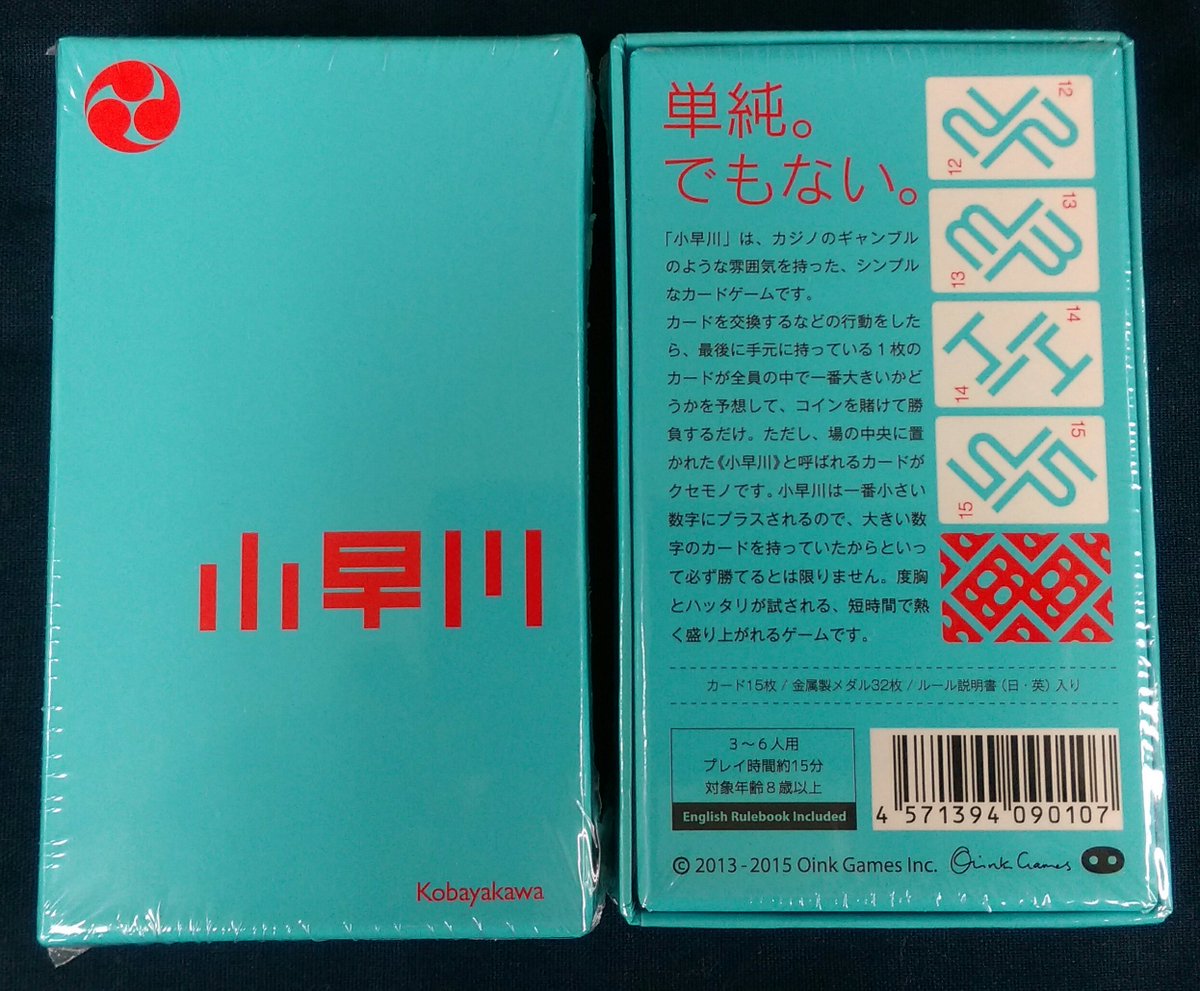 小早川
Kobayakawa
単純。
でもない。
「小早川」は、カジノのギャンブル
のような雰囲気を持った、シンプル
なカードゲームです。
カードを交換するなどの行動をした
ら、最後に手元に持っている1枚の
カードが全員の中で一番大きいかど
うかを予想して、コインを賭けて勝
負するだけ。ただし、場の中央に置
かれた《小早川》と呼ばれるカードが
クセモノです。小早川は一番小さい
数字にプラスされるので、大きい数
字のカードを持っていたからといっ
て必ず勝てるとは限りません。度胸
とハッタリが試される、短時間で熱
く盛り上がれるゲームです。
12
12
13
13
14
14
15
15
カード15枚 / 金属製メダル32枚 / ルール説明書(日・英)入り
3〜6人用
プレイ時間約15分
対象年齢8歳以上
English Rulebook Included
4 571394 090107
© 2013-2015 Oink Games Inc. Oink Games